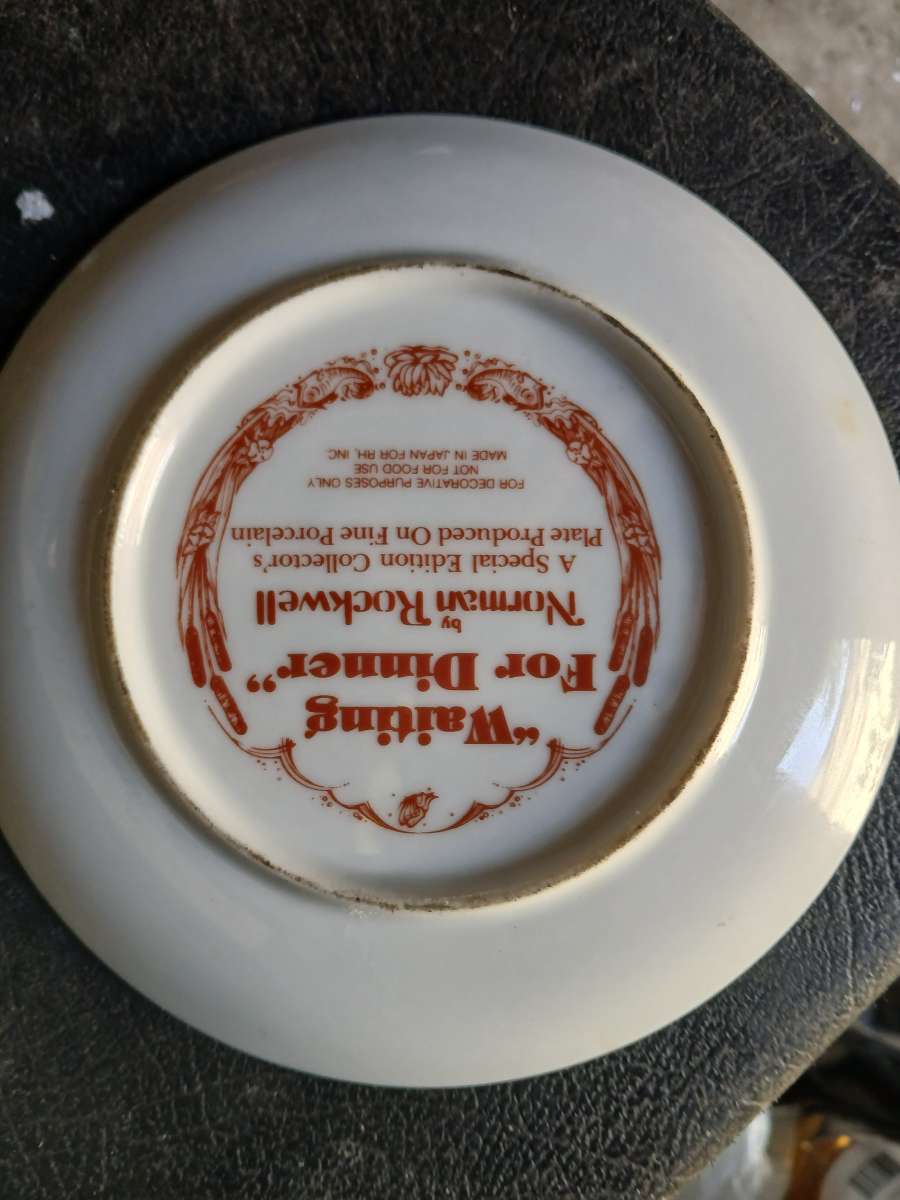 “Waiting
For Dinner”
by
Norman Rockwell
A Special Edition Collector's
Plate Produced On Fine Porcelain
FOR DECORATIVE PURPOSES ONLY
NOT FOR FOOD USE
MADE IN JAPAN FOR RH, INC.